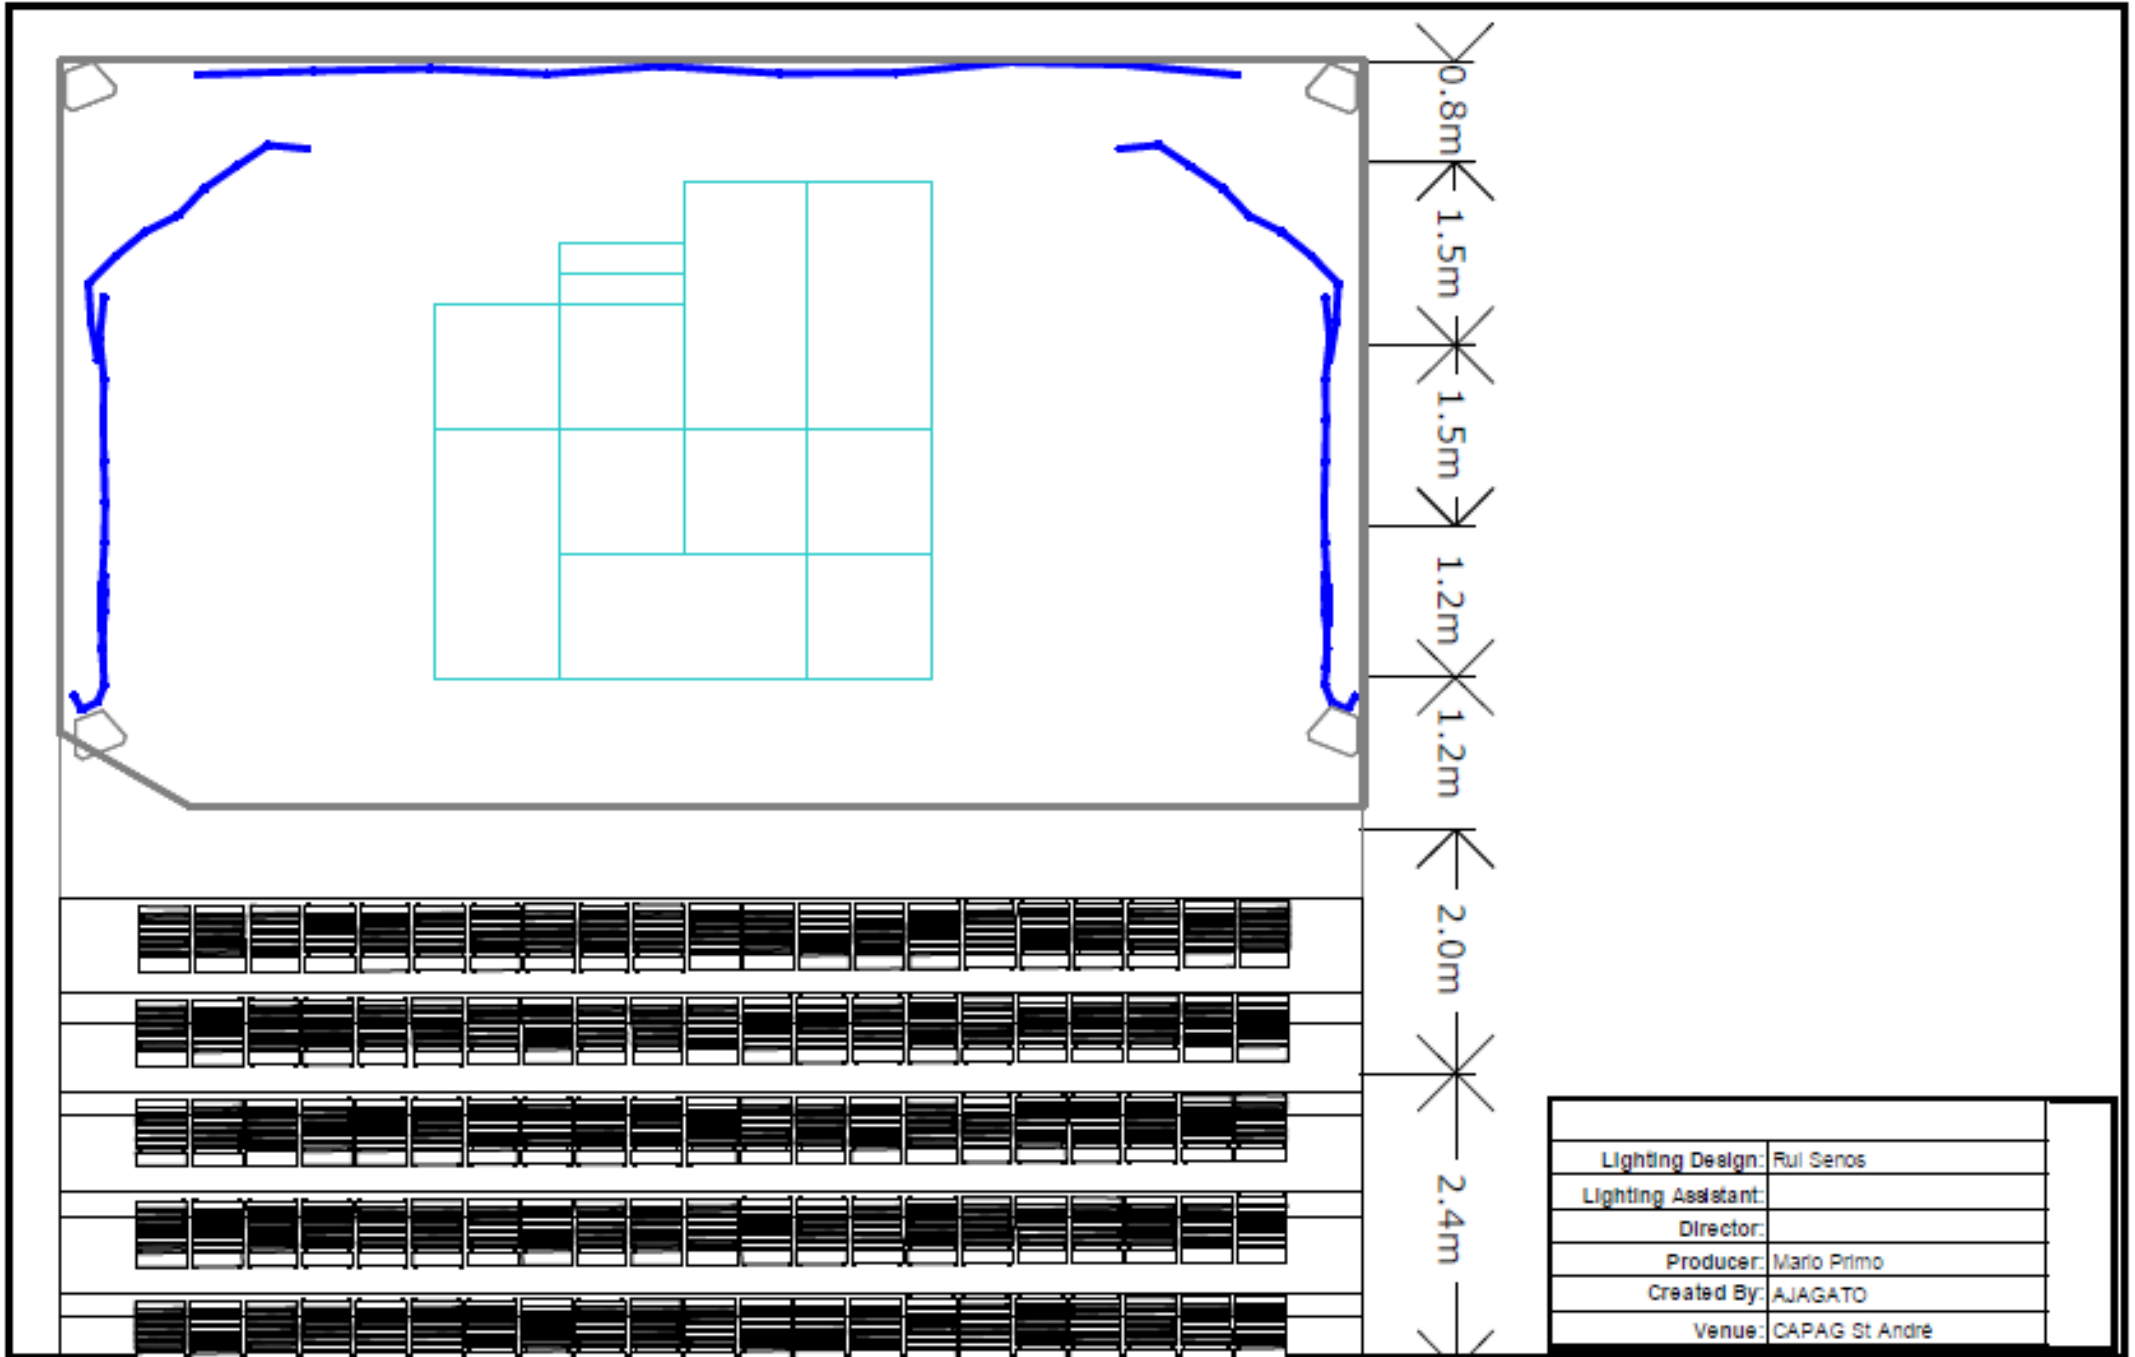 0.8m
1.5m
1.5m
1.2m
1.2m
2.0m
2.4m
Lighting Design: Rui Senos
Lighting Assistant:
Director:
Producer: Mario Primo
Created By: AJAGATO
Venue: CAPAG St André